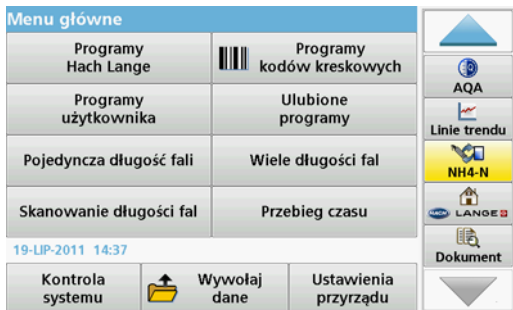 Menu główne
Programy
Hach Lange
Programy
kodów kreskowych
Programy
użytkownika
Ulubione
programy
Pojedyncza długość fali
Wiele długości fal
Skanowanie długości fal
Przebieg czasu
19-LIP-2011 14:37
Kontrola
systemu
Wywołaj
dane
Ustawienia
przyrządu
AQA
Linie trendu
NH4-N
HACH LANGE
Dokument